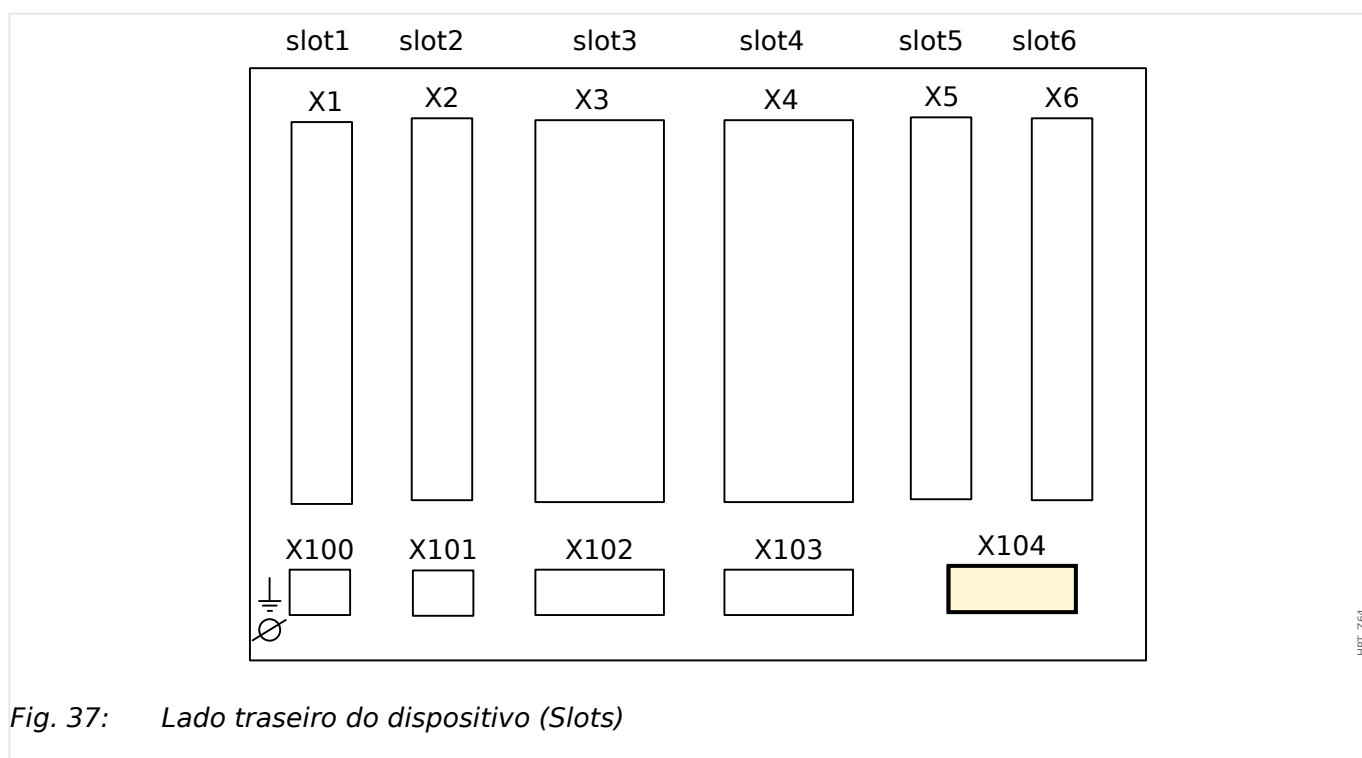 slot1 slot2 slot3 slot4 slot5 slot6
X1 X2 X3 X4 X5 X6
X100 X101 X102 X103 X104
Fig. 37: Lado traseiro do dispositivo (Slots)